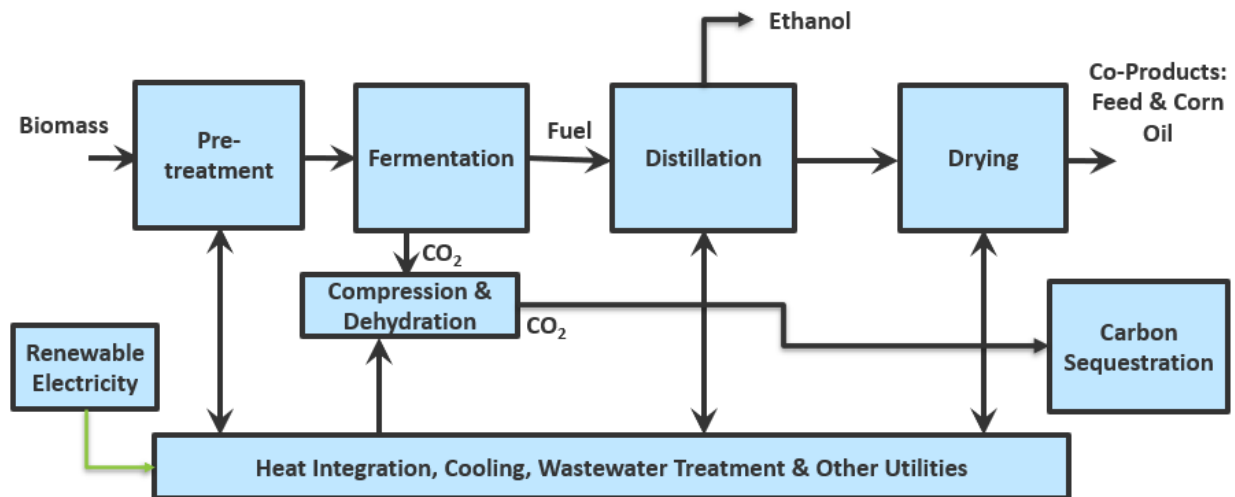 Ethanol
Co-Products:
Feed & Corn
Oil
Biomass
Pre-
treatment
Fermentation
Fuel
Distillation
Drying
CO₂
Compression &
Dehydration
CO₂
Carbon
Sequestration
Renewable
Electricity
Heat Integration, Cooling, Wastewater Treatment & Other Utilities